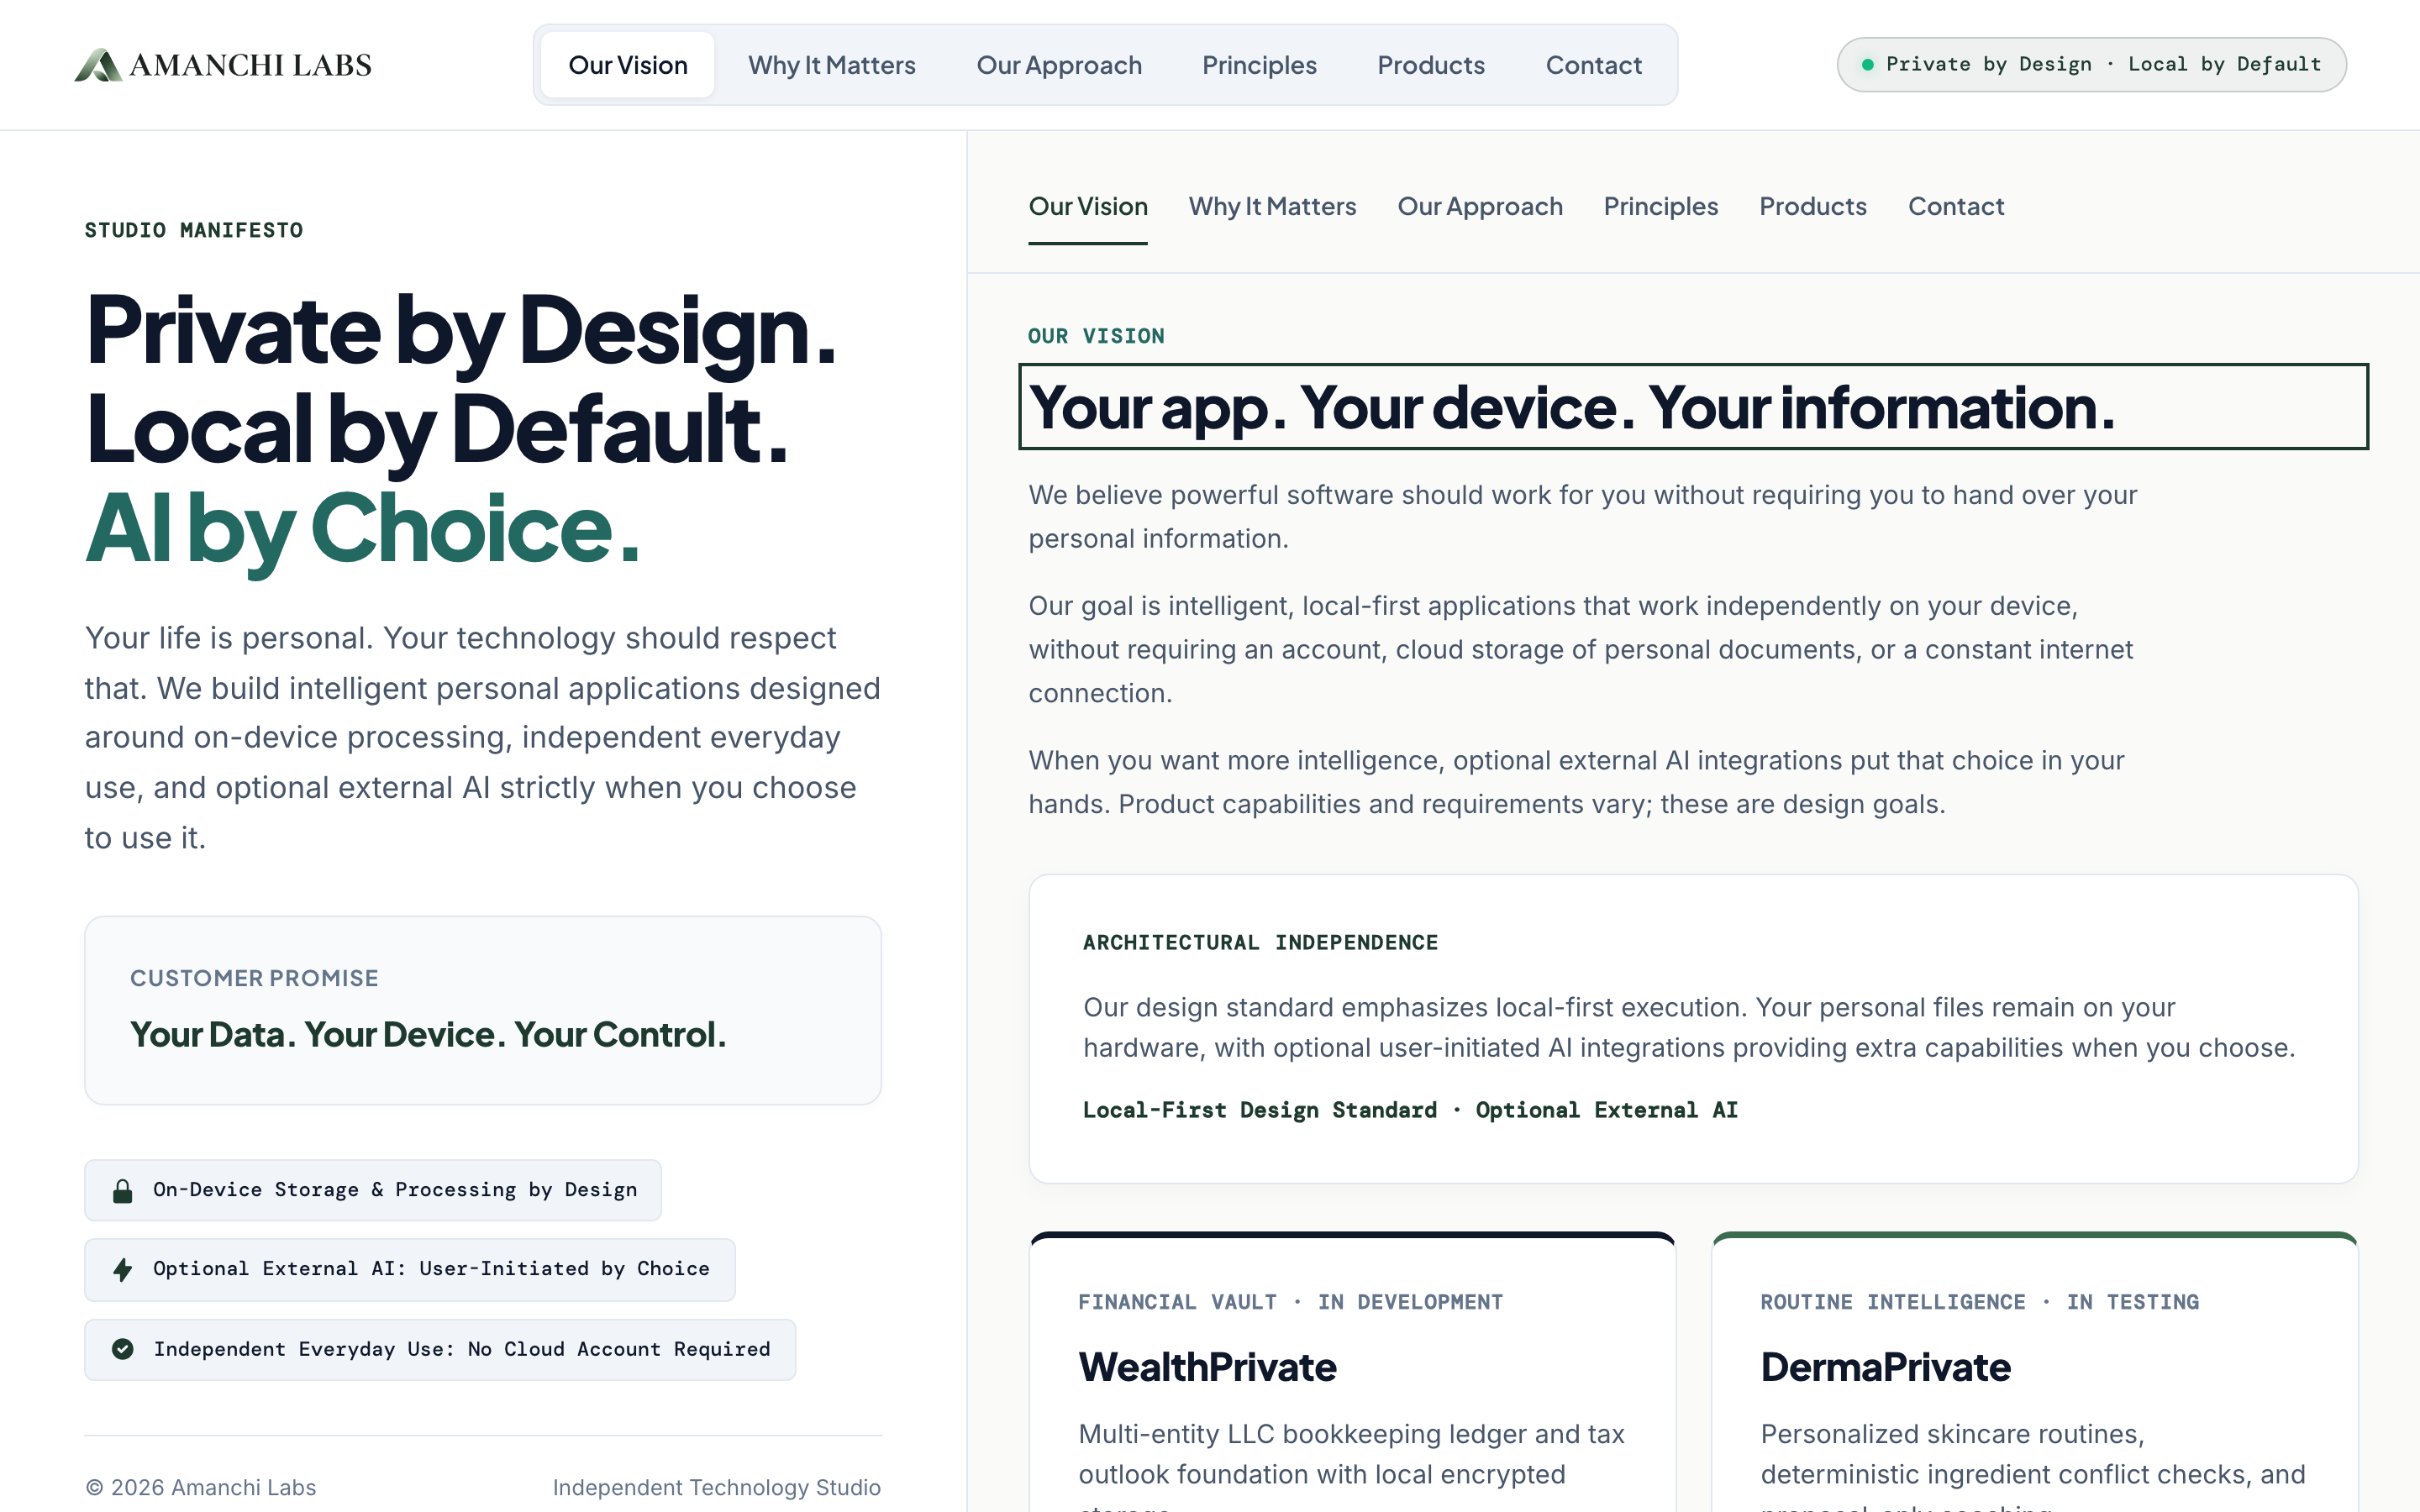 AMANCHI LABS
Our Vision
Why It Matters
Our Approach
Principles
Products
Contact
Private by Design · Local by Default
STUDIO MANIFESTO
Private by Design.
Local by Default.
AI by Choice.
Your life is personal. Your technology should respect
that. We build intelligent personal applications designed
around on-device processing, independent everyday
use, and optional external AI strictly when you choose
to use it.
CUSTOMER PROMISE
Your Data. Your Device. Your Control.
On-Device Storage & Processing by Design
Optional External AI: User-Initiated by Choice
Independent Everyday Use: No Cloud Account Required
© 2026 Amanchi Labs
Independent Technology Studio
Our Vision
Why It Matters
Our Approach
Principles
Products
Contact
OUR VISION
Your app. Your device. Your information.
We believe powerful software should work for you without requiring you to hand over your
personal information.
Our goal is intelligent, local-first applications that work independently on your device,
without requiring an account, cloud storage of personal documents, or a constant internet
connection.
When you want more intelligence, optional external AI integrations put that choice in your
hands. Product capabilities and requirements vary; these are design goals.
ARCHITECTURAL INDEPENDENCE
Our design standard emphasizes local-first execution. Your personal files remain on your
hardware, with optional user-initiated AI integrations providing extra capabilities when you choose.
Local-First Design Standard · Optional External AI
FINANCIAL VAULT · IN DEVELOPMENT
WealthPrivate
Multi-entity LLC bookkeeping ledger and tax
outlook foundation with local encrypted
ROUTINE INTELLIGENCE · IN TESTING
DermaPrivate
Personalized skincare routines,
deterministic ingredient conflict checks, and